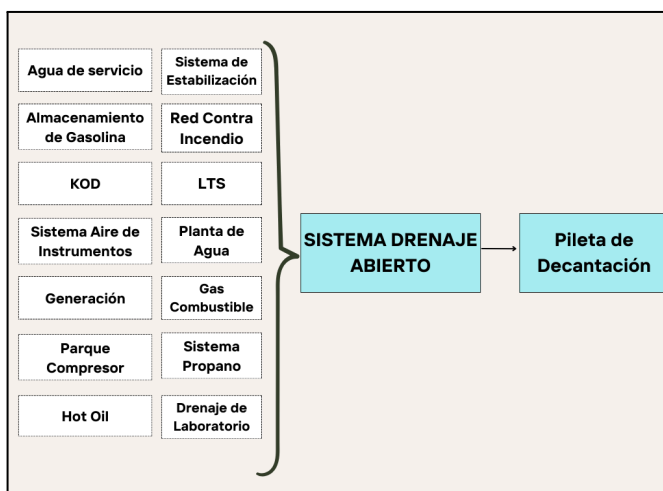 Agua de servicio
Sistema de
Estabilización
Almacenamiento
de Gasolina
Red Contra
Incendio
KOD
LTS
Sistema Aire de
Instrumentos
Planta de
Agua
Generación
Gas
Combustible
Parque
Compresor
Sistema
Propano
Hot Oil
Drenaje de
Laboratorio
SISTEMA DRENAJE
ABIERTO
Pileta de
Decantación